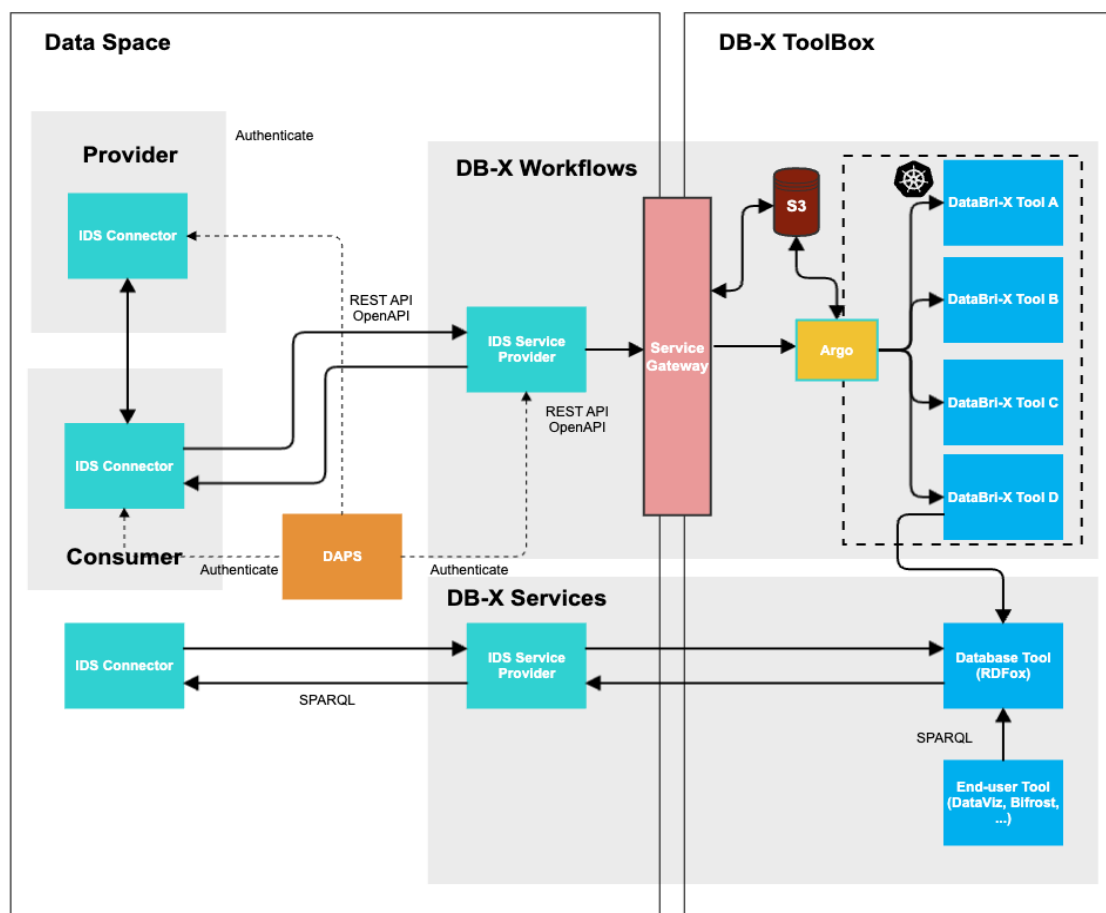 Data Space
DB-X ToolBox
Authenticate
Provider
DB-X Workflows
IDS Connector
S3
DataBri-X Tool A
DataBri-X Tool B
REST API
OpenAPI
IDS Service
Provider
Service
Gateway
Argo
DataBri-X Tool C
REST API
OpenAPI
IDS Connector
DataBri-X Tool D
Consumer
DAPS
Authenticate
Authenticate
DB-X Services
IDS Connector
IDS Service
Provider
Database Tool
(RDFox)
SPARQL
SPARQL
End-user Tool
(DataViz, Bifrost,
...)